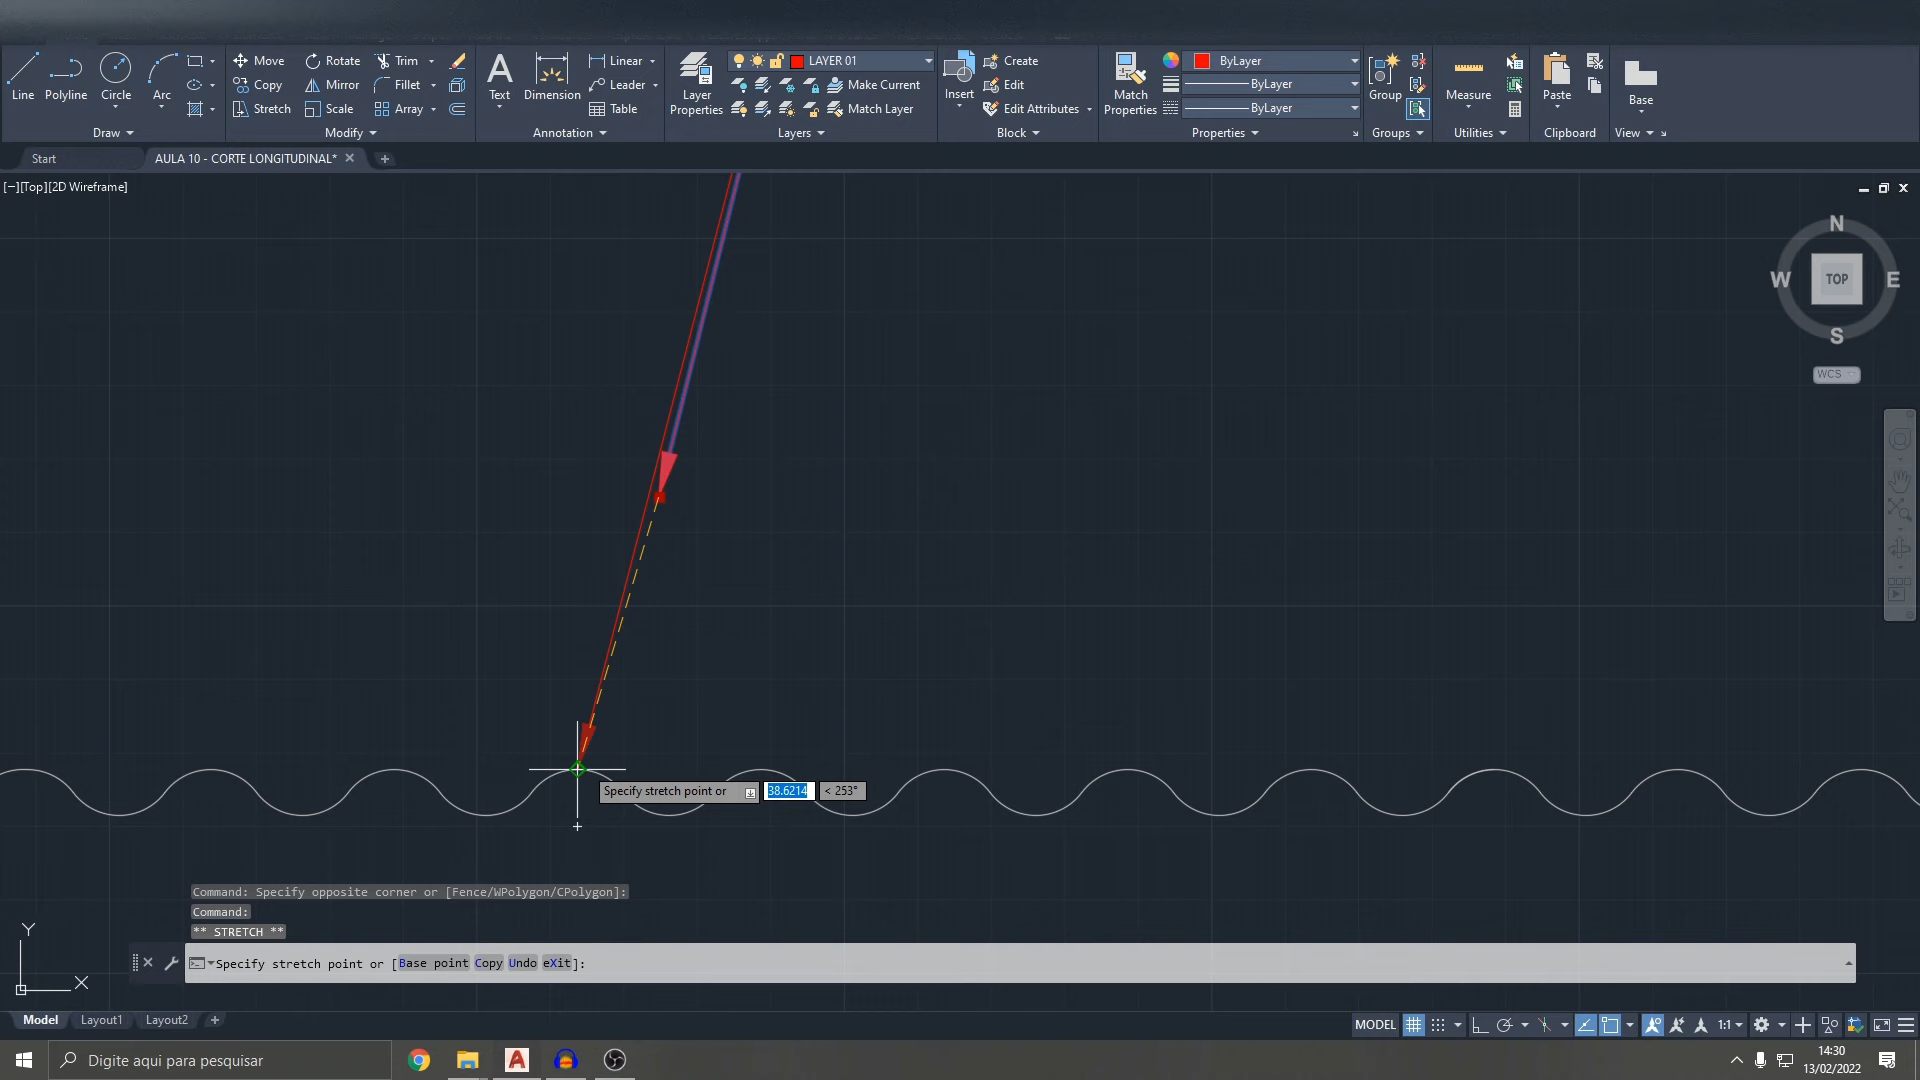 Line
Polyline
Circle
Arc
Draw
Move
Copy
Stretch
Rotate
Mirror
Scale
Trim
Fillet
Array
Modify
Text
Dimension
Linear
Leader
Table
Annotation
Layer
Properties
LAYER 01
Make Current
Match Layer
Layers
Insert
Create
Edit
Edit Attributes
Block
Match
Properties
ByLayer
ByLayer
ByLayer
Properties
Group
Groups
Measure
Utilities
Paste
Clipboard
Base
View
Start
AULA 10 - CORTE LONGITUDINAL*
[−][Top][2D Wireframe]
N
W
TOP
E
S
WCS
Specify stretch point or
38.6214
< 253°
Command: Specify opposite corner or [Fence/WPolygon/CPolygon]:
Command:
** STRETCH **
Specify stretch point or [Base point Copy Undo eXit]:
Y
X
Model
Layout1
Layout2
MODEL
1:1
Digite aqui para pesquisar
14:30
13/02/2022